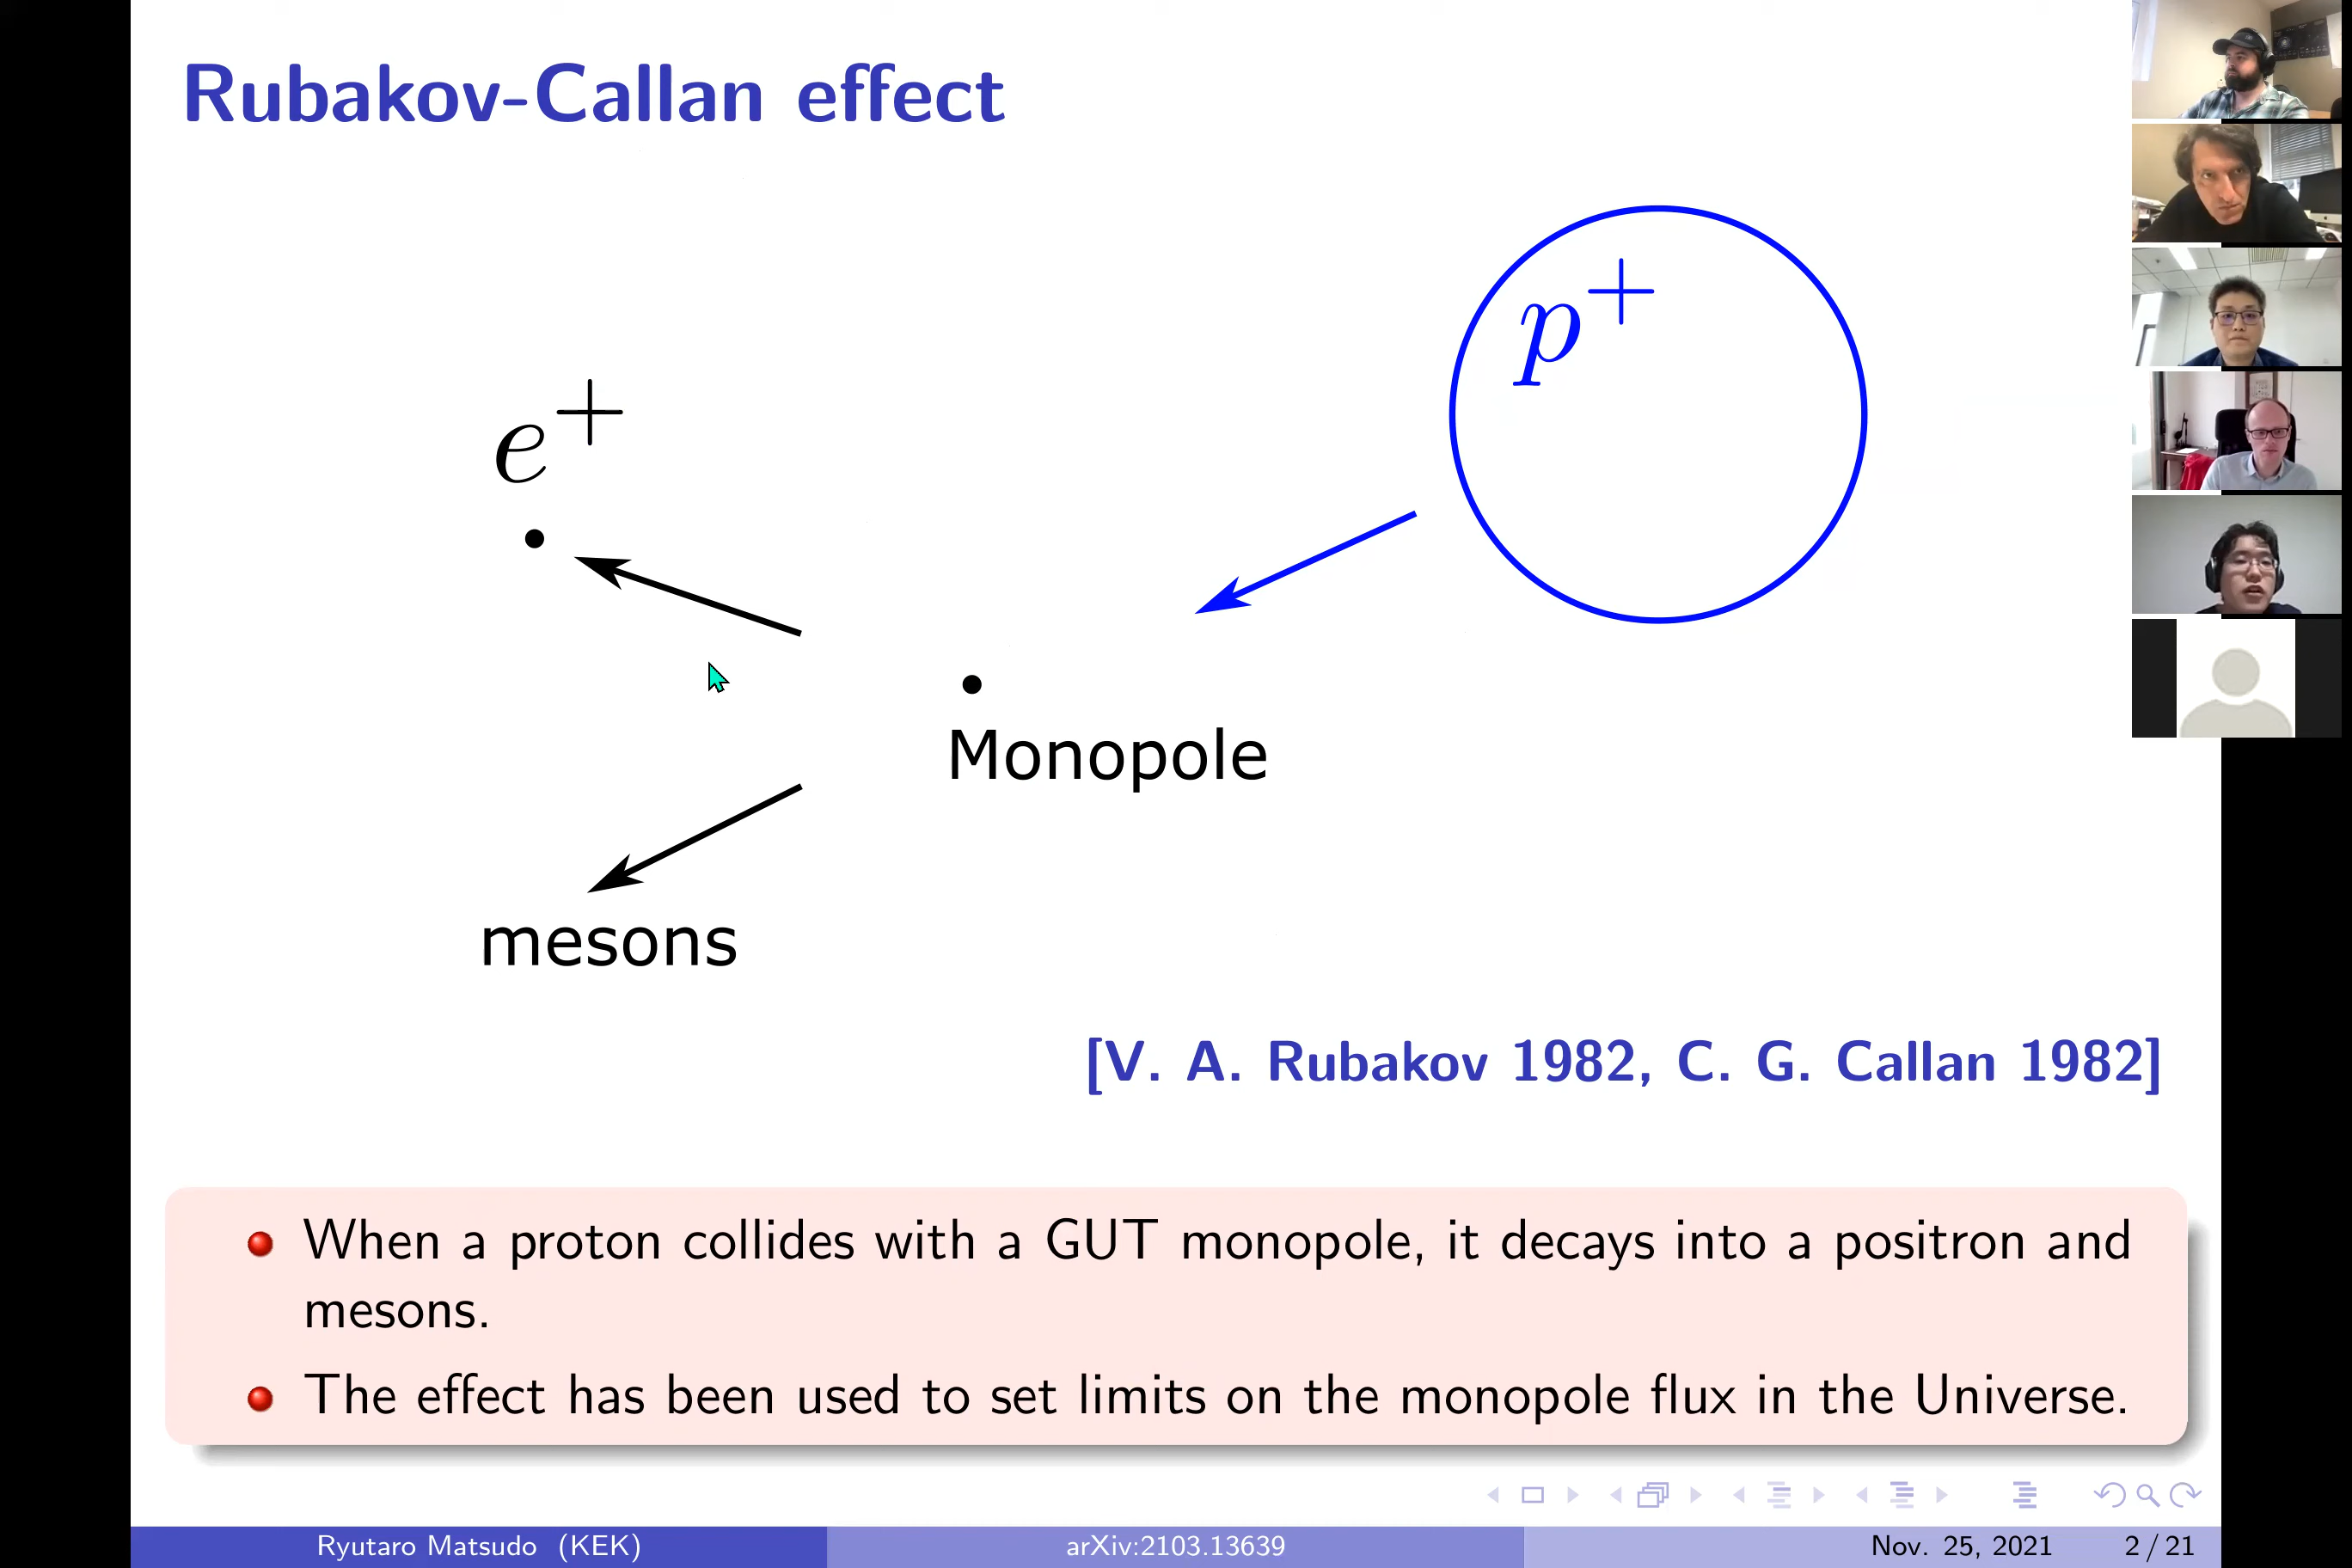 Rubakov-Callan effect
p+
e+
Monopole
mesons
[V. A. Rubakov 1982, C. G. Callan 1982]
When a proton collides with a GUT monopole, it decays into a positron and
mesons.
The effect has been used to set limits on the monopole flux in the Universe.
Ryutaro Matsudo (KEK) arXiv:2103.13639 Nov. 25, 2021 2 / 21